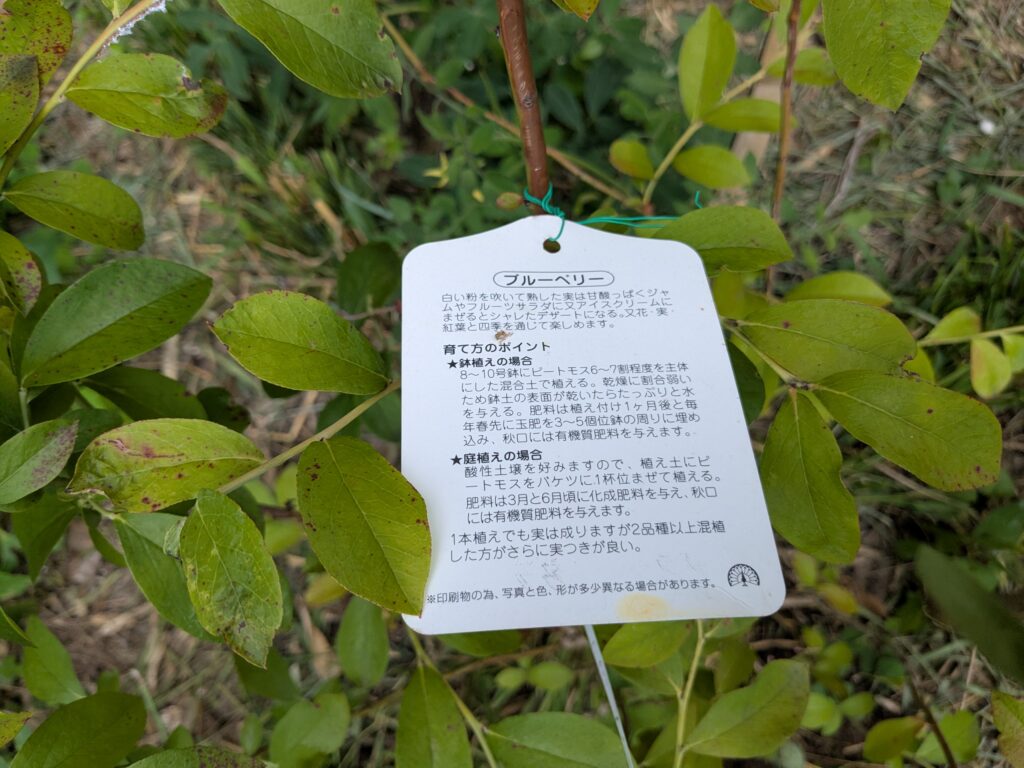 ブルーベリー
白い粉を吹いて熟した実は甘酸っぱくジャ
ムやフルーツサラダに又アイスクリームに
まぜるとシャレたデザートになる。又花・実・
紅葉と四季を通じて楽しめます。
育て方のポイント
★鉢植えの場合
8〜10号鉢にピートモス6〜7割程度を主体
にした混合土で植える。乾燥に割合弱い
ため鉢土の表面が乾いたらたっぷりと水
を与える。肥料は植え付け1ヶ月後と毎
年春先に玉肥を3〜5個位鉢の周りに埋め
込み、秋口には有機質肥料を与えます。
★庭植えの場合
酸性土壌を好みますので、植え土にピ
ートモスをバケツに1杯位まぜて植える。
肥料は3月と6月頃に化成肥料を与え、秋口
には有機質肥料を与えます。
1本植えでも実は成りますが2品種以上混植
した方がさらに実つきが良い。
※印刷物の為、写真と色、形が多少異なる場合があります。